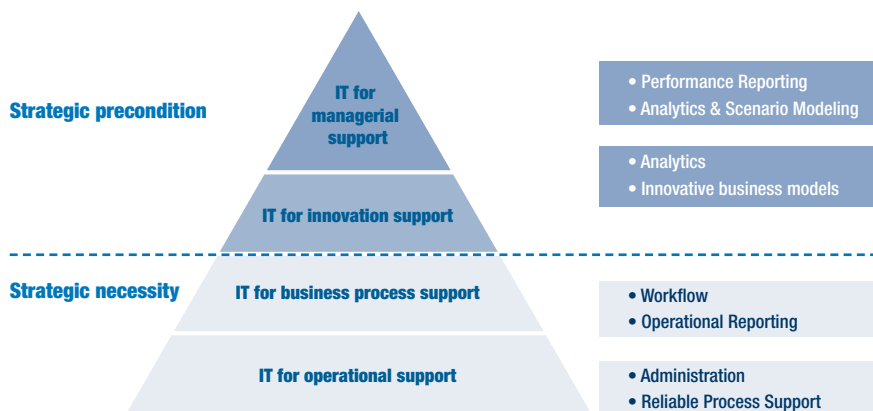 IT for
managerial
support
Strategic precondition
• Performance Reporting
• Analytics & Scenario Modeling
IT for innovation support
• Analytics
• Innovative business models
Strategic necessity
IT for business process support
• Workflow
• Operational Reporting
IT for operational support
• Administration
• Reliable Process Support